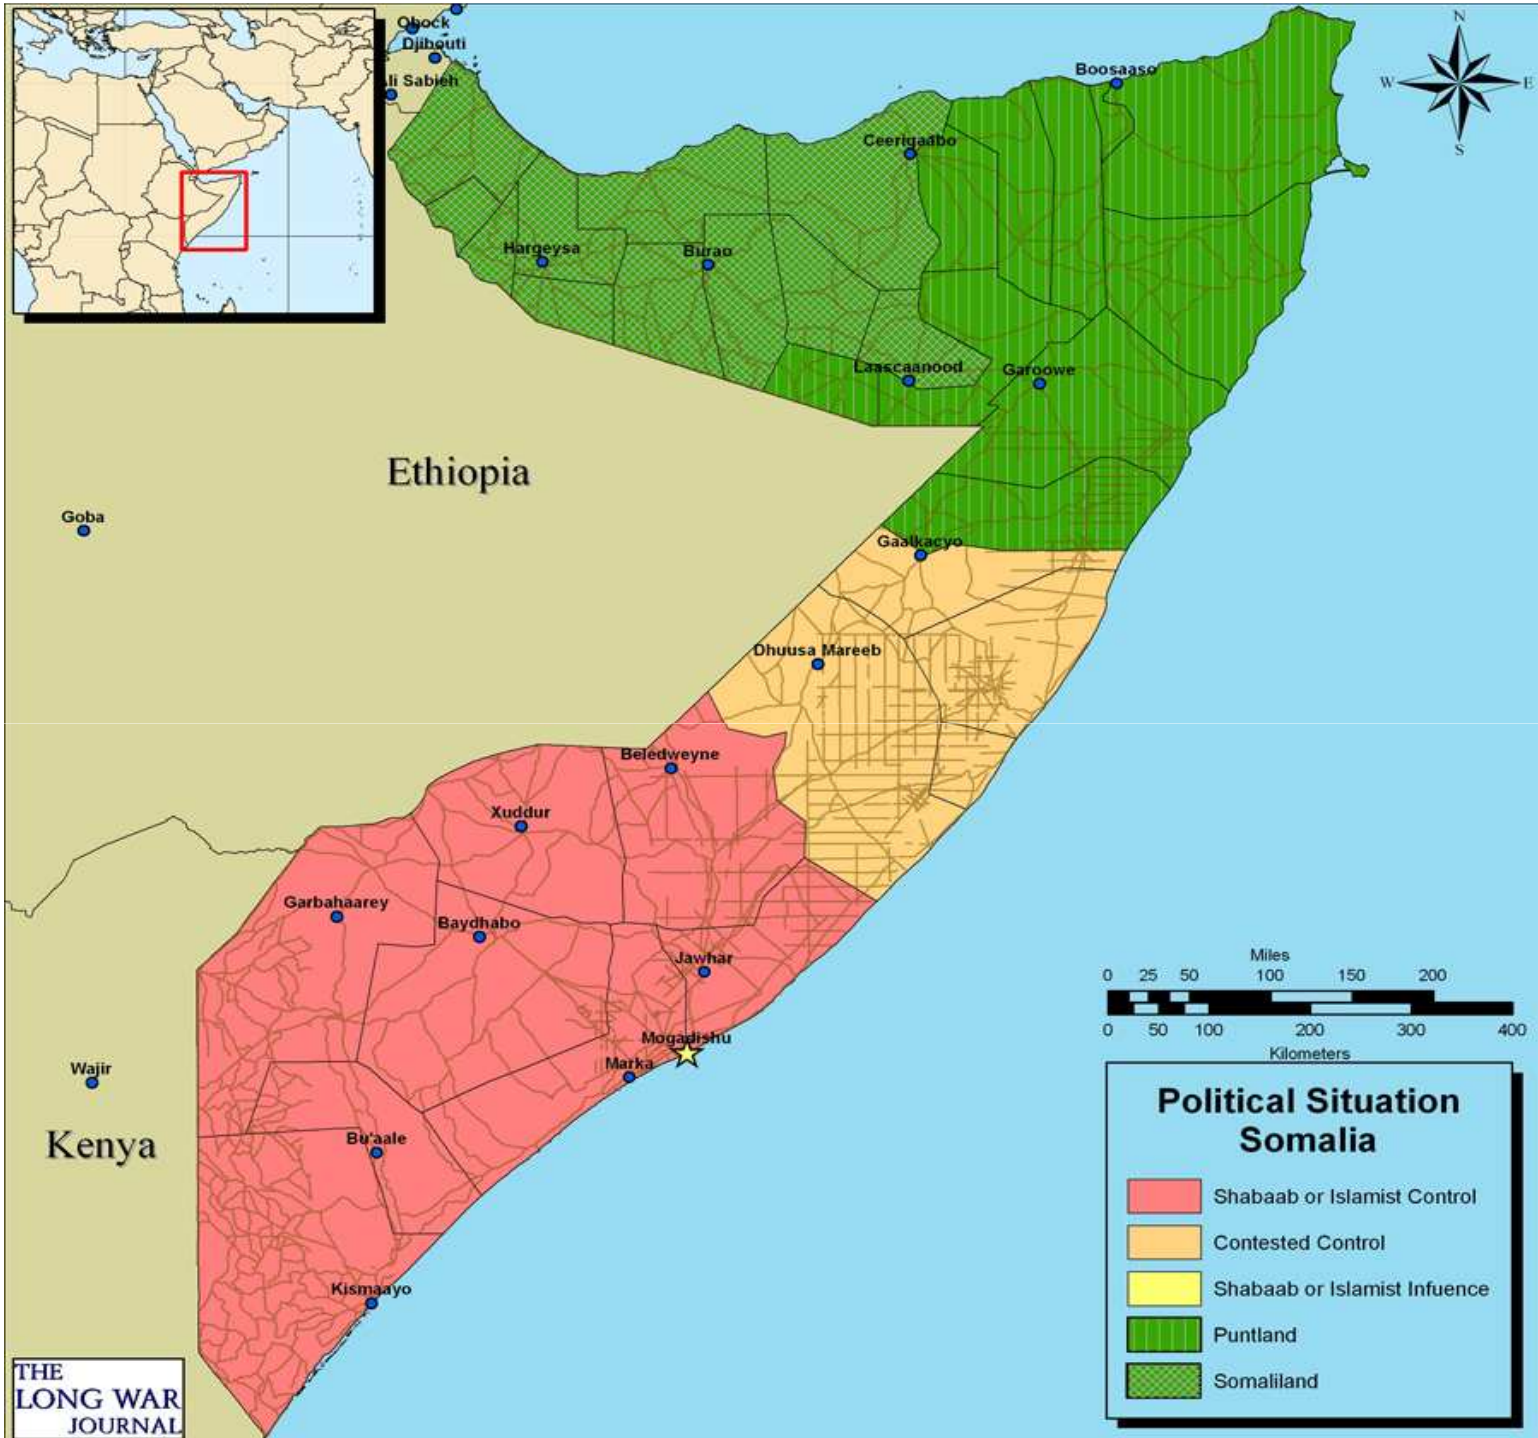 Obock
Djibouti
Ali Sabieh
Boosaaso
N
W
E
S
Ceerigaabo
Hargeysa
Burao
Laascaanood
Garoowe
Ethiopia
Goba
Gaalkacyo
Dhuusa Mareeb
Beledweyne
Xuddur
Garbahaarey
Baydhabo
Jawhar
Mogadishu
Marka
Wajir
Kenya
Bu'aale
Kismaayo
Miles
0 25 50 100 150 200
0 50 100 200 300 400
Kilometers
Political Situation
Somalia
Shabaab or Islamist Control
Contested Control
Shabaab or Islamist Infuence
Puntland
Somaliland
THE
LONG WAR
JOURNAL